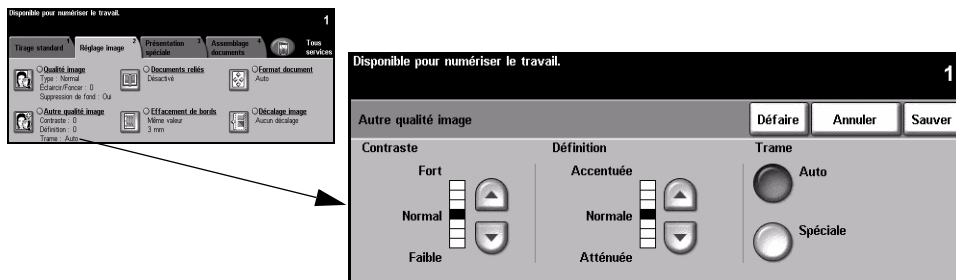 Disponible pour numériser le travail.
1
Tirage standard 1
Réglage image 2
Présentation spéciale 3
Assemblage documents 4
Tous services
Qualité image
Type : Normal
Éclaircir/Foncer : 0
Suppression de fond : Oui
Documents reliés
Désactivé
Format document
Auto
Autre qualité image
Contraste : 0
Définition : 0
Trame : Auto
Effacement de bords
Même valeur
3 mm
Décalage image
Aucun décalage
Disponible pour numériser le travail.
1
Autre qualité image
Défaire
Annuler
Sauver
Contraste
Définition
Trame
Fort
Accentuée
Auto
Normal
Normale
Spéciale
Faible
Atténuée